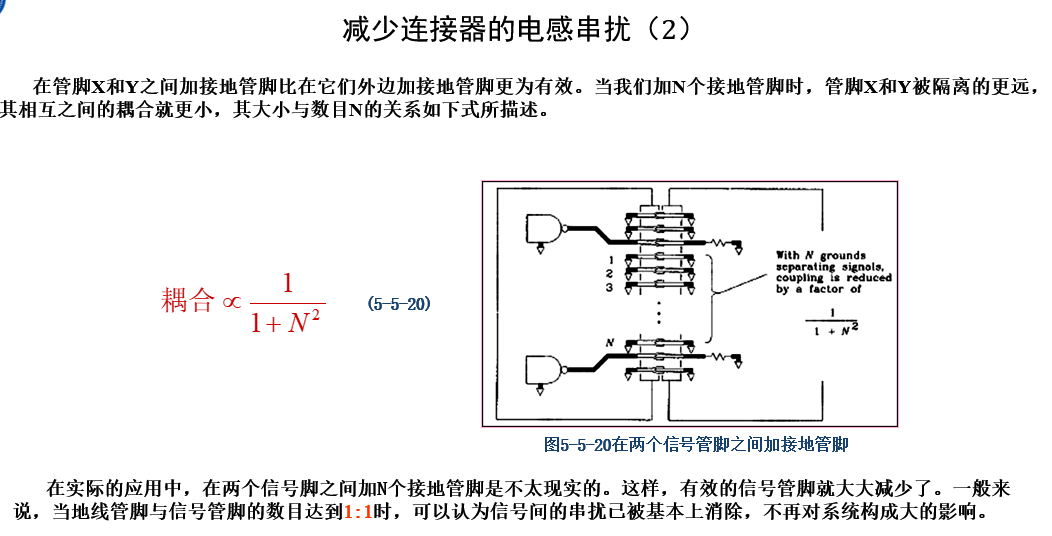 减少连接器的电感串扰（2）
在管脚X和Y之间加接地管脚比在它们外边加接地管脚更为有效。当我们加N个接地管脚时，管脚X和Y被隔离的更远，
其相互之间的耦合就更小，其大小与数目N的关系如下式所描述。
耦合 ∝ 1 / (1 + N²)
(5-5-20)
1
2
3
N
With N grounds
separating signals,
coupling is reduced
by a factor of
1
1 + N²
图5-5-20在两个信号管脚之间加接地管脚
在实际的应用中，在两个信号脚之间加N个接地管脚是不太现实的。这样，有效的信号管脚就大大减少了。一般来
说，当地线管脚与信号管脚的数目达到1:1时，可以认为信号间的串扰已被基本上消除，不再对系统构成大的影响。